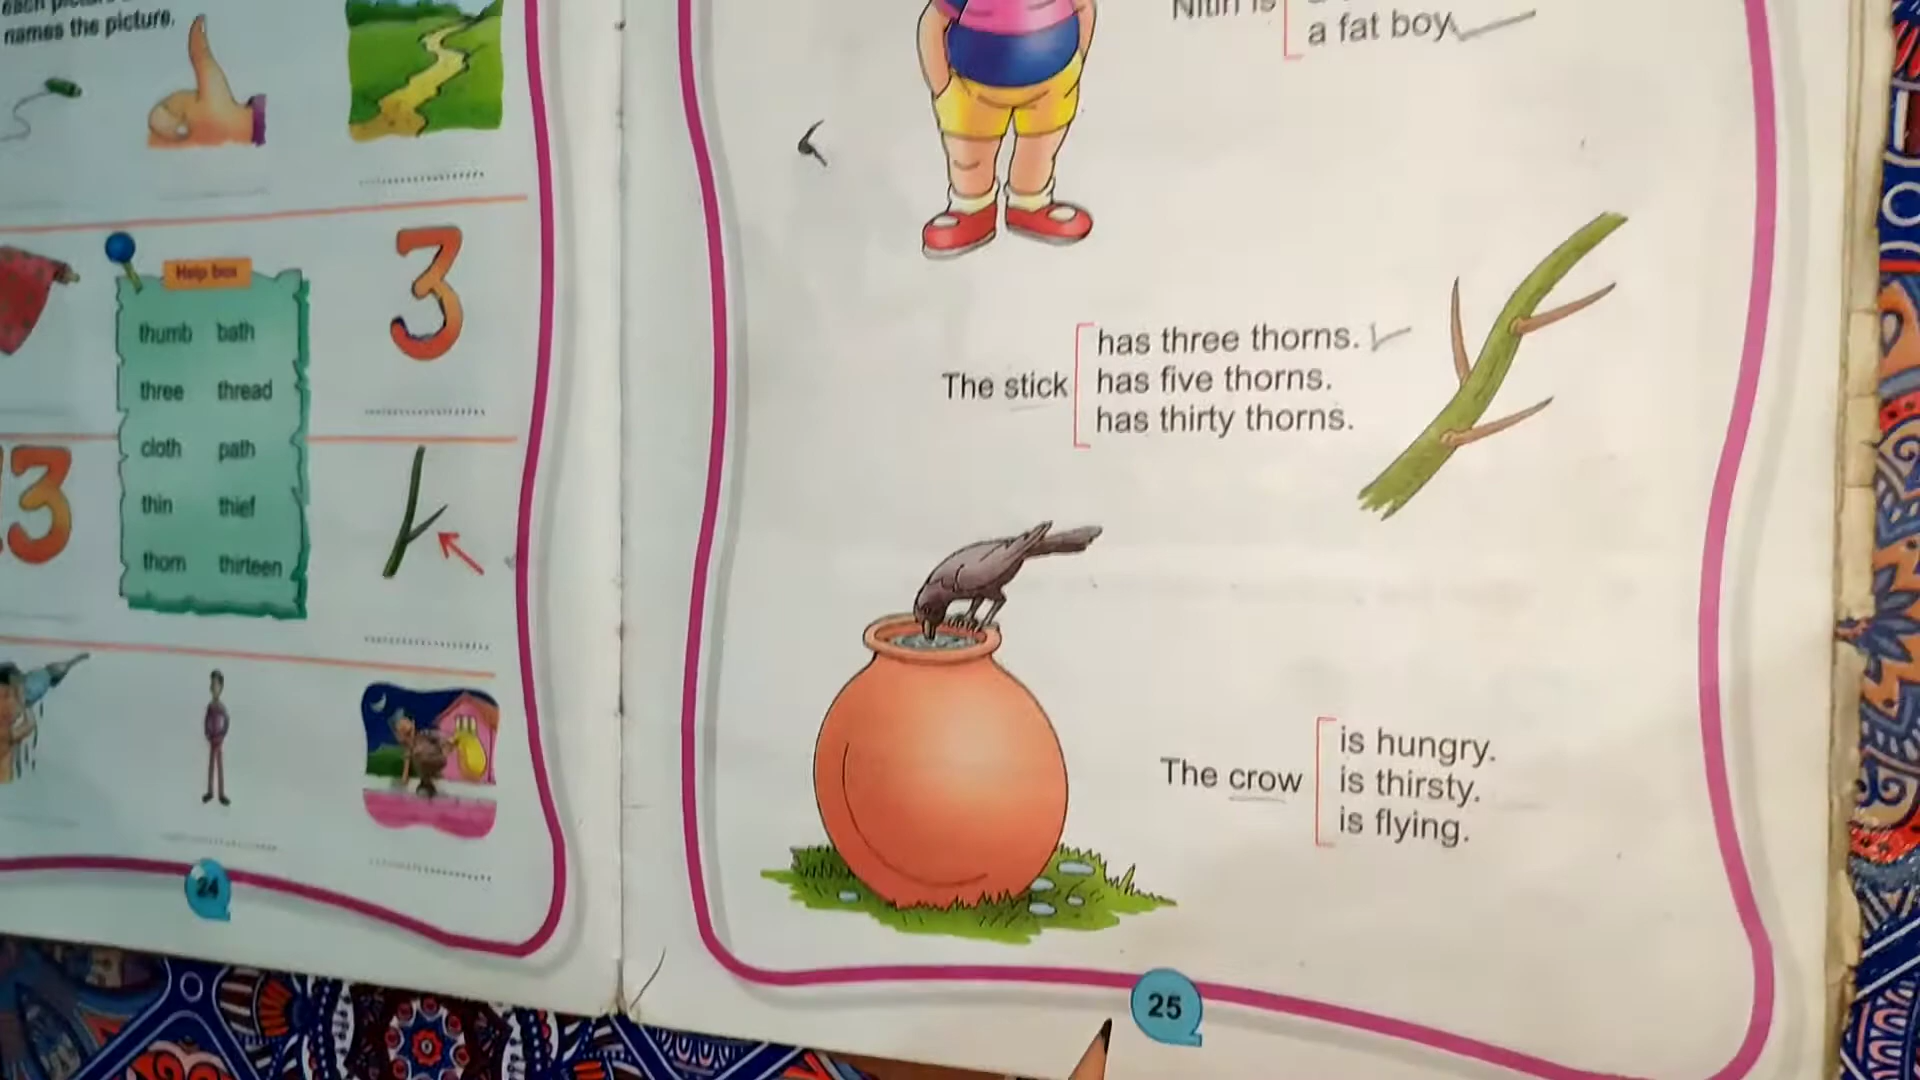 names the picture.
Help box
thumb bath
three thread
cloth path
thin thief
thorn thirteen
3
13
24
Nitin is
a fat boy
The stick
has three thorns.
has five thorns.
has thirty thorns.
The crow
is hungry.
is thirsty.
is flying.
25